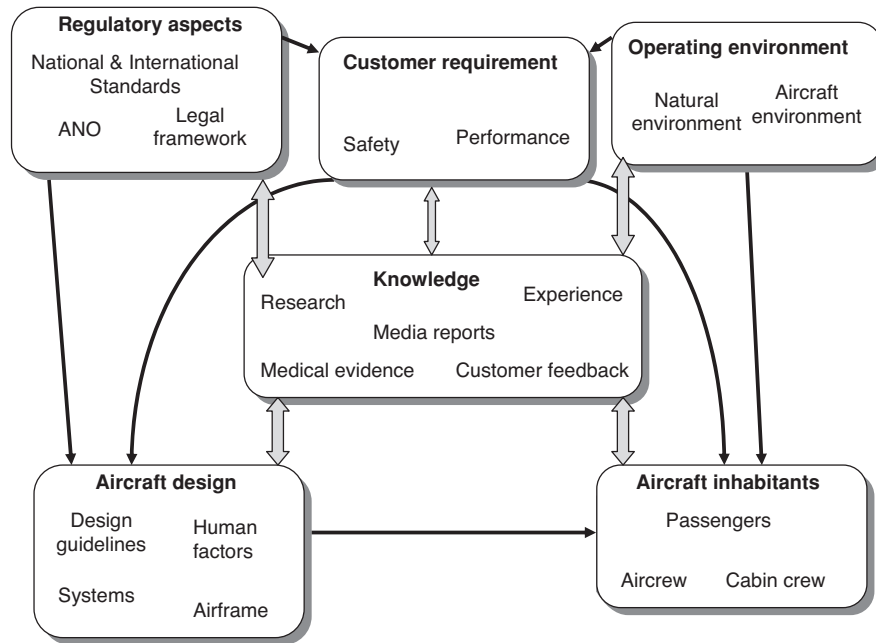 Regulatory aspects
National & International
Standards
ANO
Legal
framework
Customer requirement
Safety
Performance
Operating environment
Natural
environment
Aircraft
environment
Knowledge
Research
Experience
Media reports
Medical evidence
Customer feedback
Aircraft design
Design
guidelines
Human
factors
Systems
Airframe
Aircraft inhabitants
Passengers
Aircrew
Cabin crew